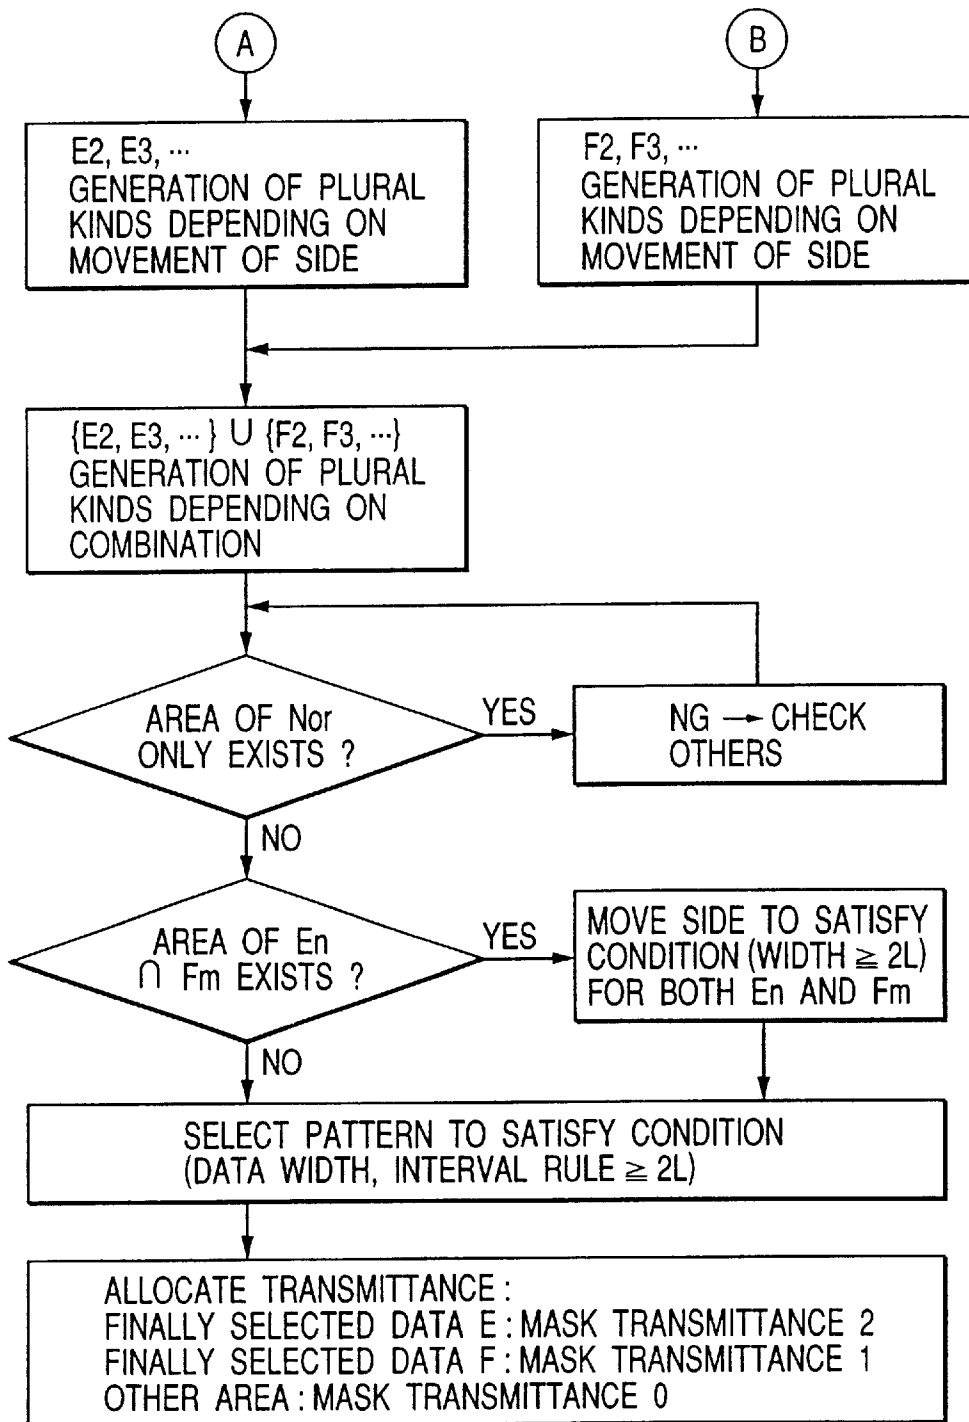 A
B
E2, E3, ···
GENERATION OF PLURAL
KINDS DEPENDING ON
MOVEMENT OF SIDE
F2, F3, ···
GENERATION OF PLURAL
KINDS DEPENDING ON
MOVEMENT OF SIDE
{E2, E3, ··· } ∪ {F2, F3, ···}
GENERATION OF PLURAL
KINDS DEPENDING ON
COMBINATION
AREA OF Nor
ONLY EXISTS ?
YES
NG → CHECK
OTHERS
NO
AREA OF En
∩ Fm EXISTS ?
YES
MOVE SIDE TO SATISFY
CONDITION (WIDTH ≧ 2L)
FOR BOTH En AND Fm
NO
SELECT PATTERN TO SATISFY CONDITION
(DATA WIDTH, INTERVAL RULE ≧ 2L)
ALLOCATE TRANSMITTANCE :
FINALLY SELECTED DATA E : MASK TRANSMITTANCE 2
FINALLY SELECTED DATA F : MASK TRANSMITTANCE 1
OTHER AREA : MASK TRANSMITTANCE 0